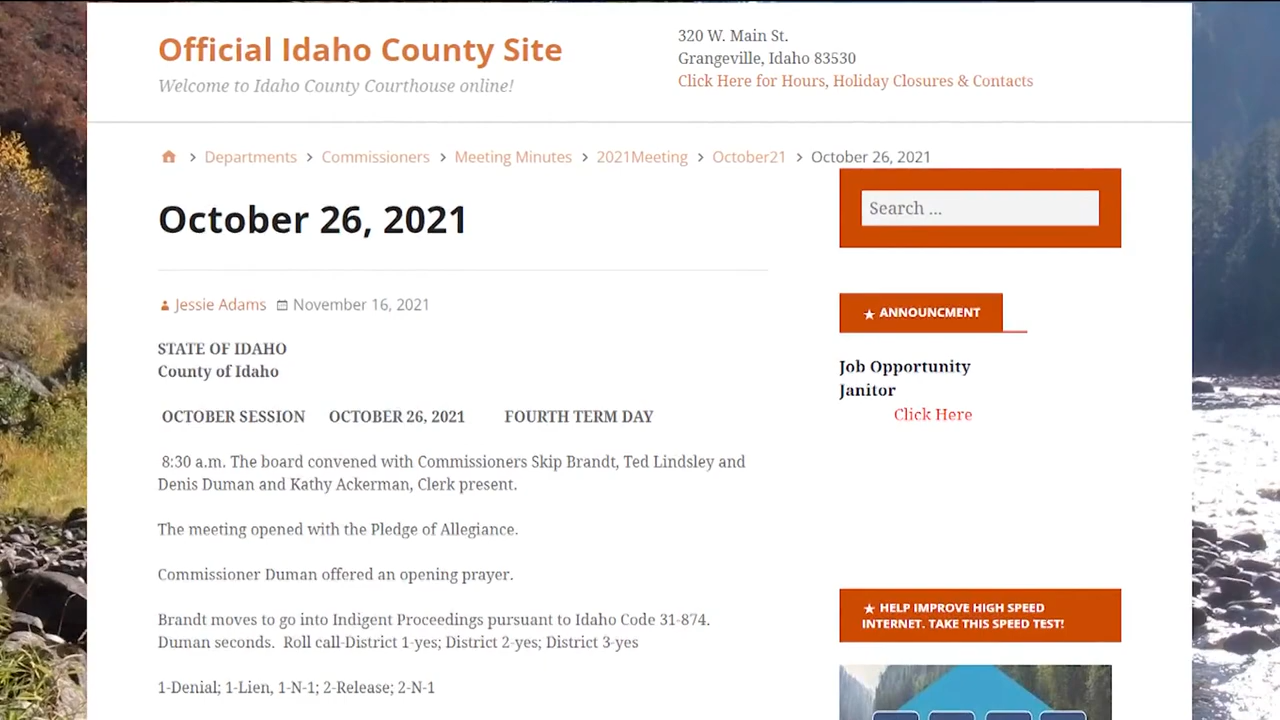 Official Idaho County Site
Welcome to Idaho County Courthouse online!
320 W. Main St.
Grangeville, Idaho 83530
Click Here for Hours, Holiday Closures & Contacts
Departments > Commissioners > Meeting Minutes > 2021Meeting > October21 > October 26, 2021
October 26, 2021
Jessie Adams November 16, 2021
STATE OF IDAHO
County of Idaho
OCTOBER SESSION OCTOBER 26, 2021 FOURTH TERM DAY
8:30 a.m. The board convened with Commissioners Skip Brandt, Ted Lindsley and
Denis Duman and Kathy Ackerman, Clerk present.
The meeting opened with the Pledge of Allegiance.
Commissioner Duman offered an opening prayer.
Brandt moves to go into Indigent Proceedings pursuant to Idaho Code 31-874.
Duman seconds. Roll call-District 1-yes; District 2-yes; District 3-yes
1-Denial; 1-Lien, 1-N-1; 2-Release; 2-N-1
Search ...
★ ANNOUNCMENT
Job Opportunity
Janitor
Click Here
★ HELP IMPROVE HIGH SPEED
INTERNET. TAKE THIS SPEED TEST!